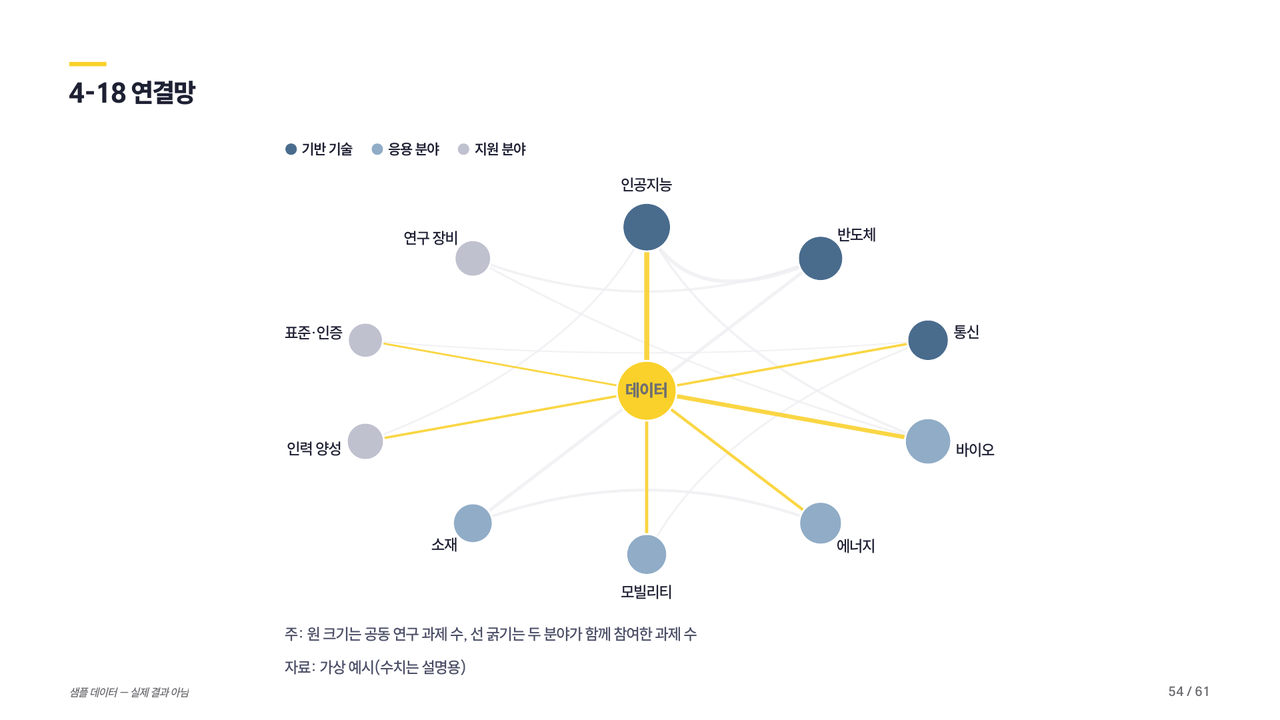 4-18 연결망
기반 기술
응용 분야
지원 분야
인공지능
연구 장비
반도체
표준·인증
통신
데이터
인력 양성
바이오
소재
에너지
모빌리티
주: 원 크기는 공동 연구 과제 수, 선 굵기는 두 분야가 함께 참여한 과제 수
자료: 가상 예시(수치는 설명용)
샘플 데이터 — 실제 결과 아님
54 / 61